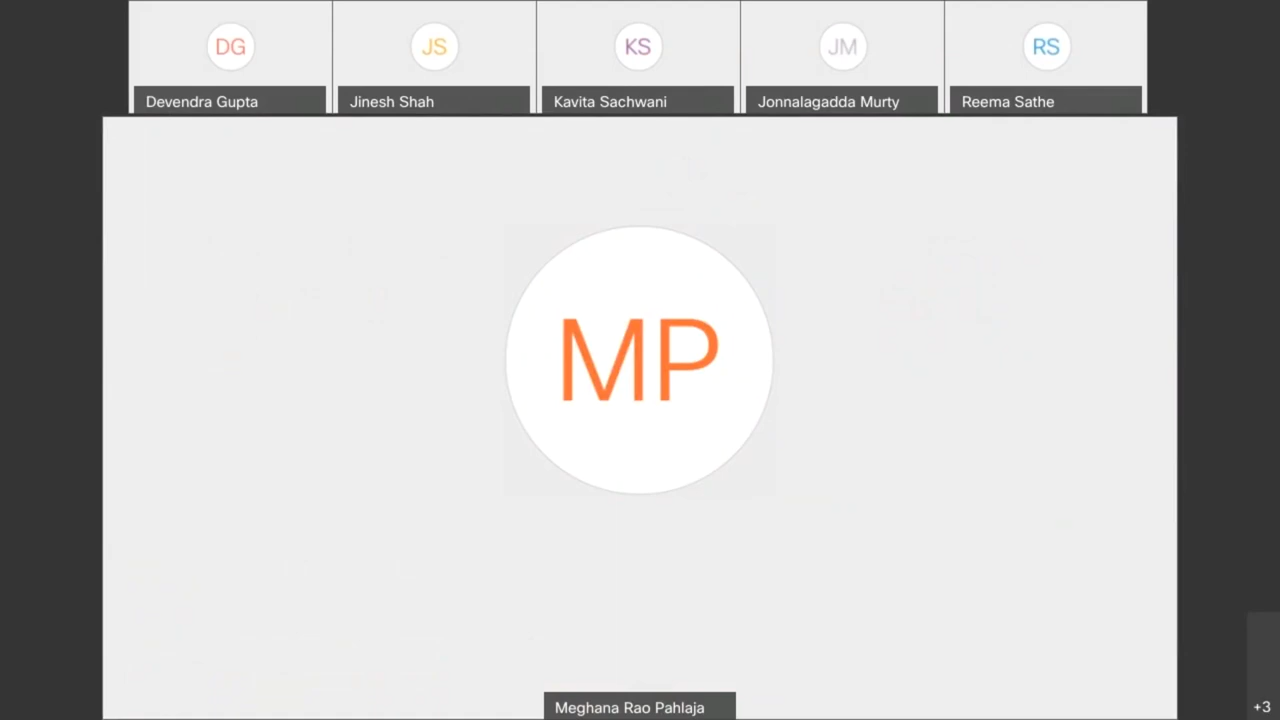 DG
JS
KS
JM
RS
Devendra Gupta
Jinesh Shah
Kavita Sachwani
Jonnalagadda Murty
Reema Sathe
MP
Meghana Rao Pahlaja
+3